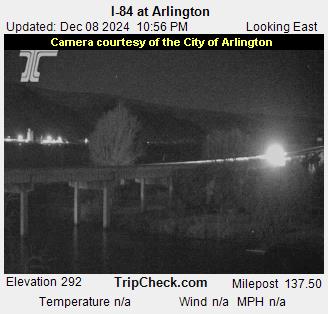 I-84 at Arlington
Updated: Dec 08 2024 10:56 PM Looking East
Camera courtesy of the City of Arlington
Elevation 292 TripCheck.com Milepost 137.50
Temperature n/a Wind n/a MPH n/a